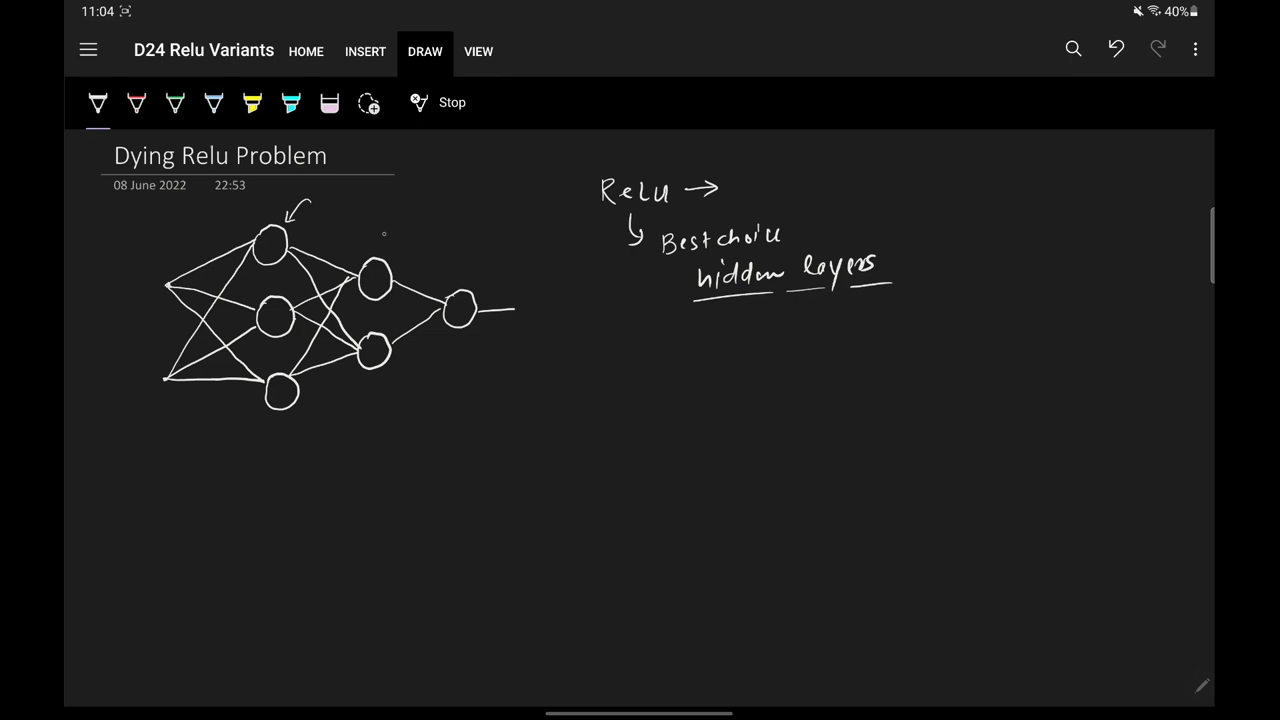 11:04 40%
D24 Relu Variants HOME INSERT DRAW VIEW
Stop
Dying Relu Problem
08 June 2022 22:53
Relu →
Best choice
hidden layers